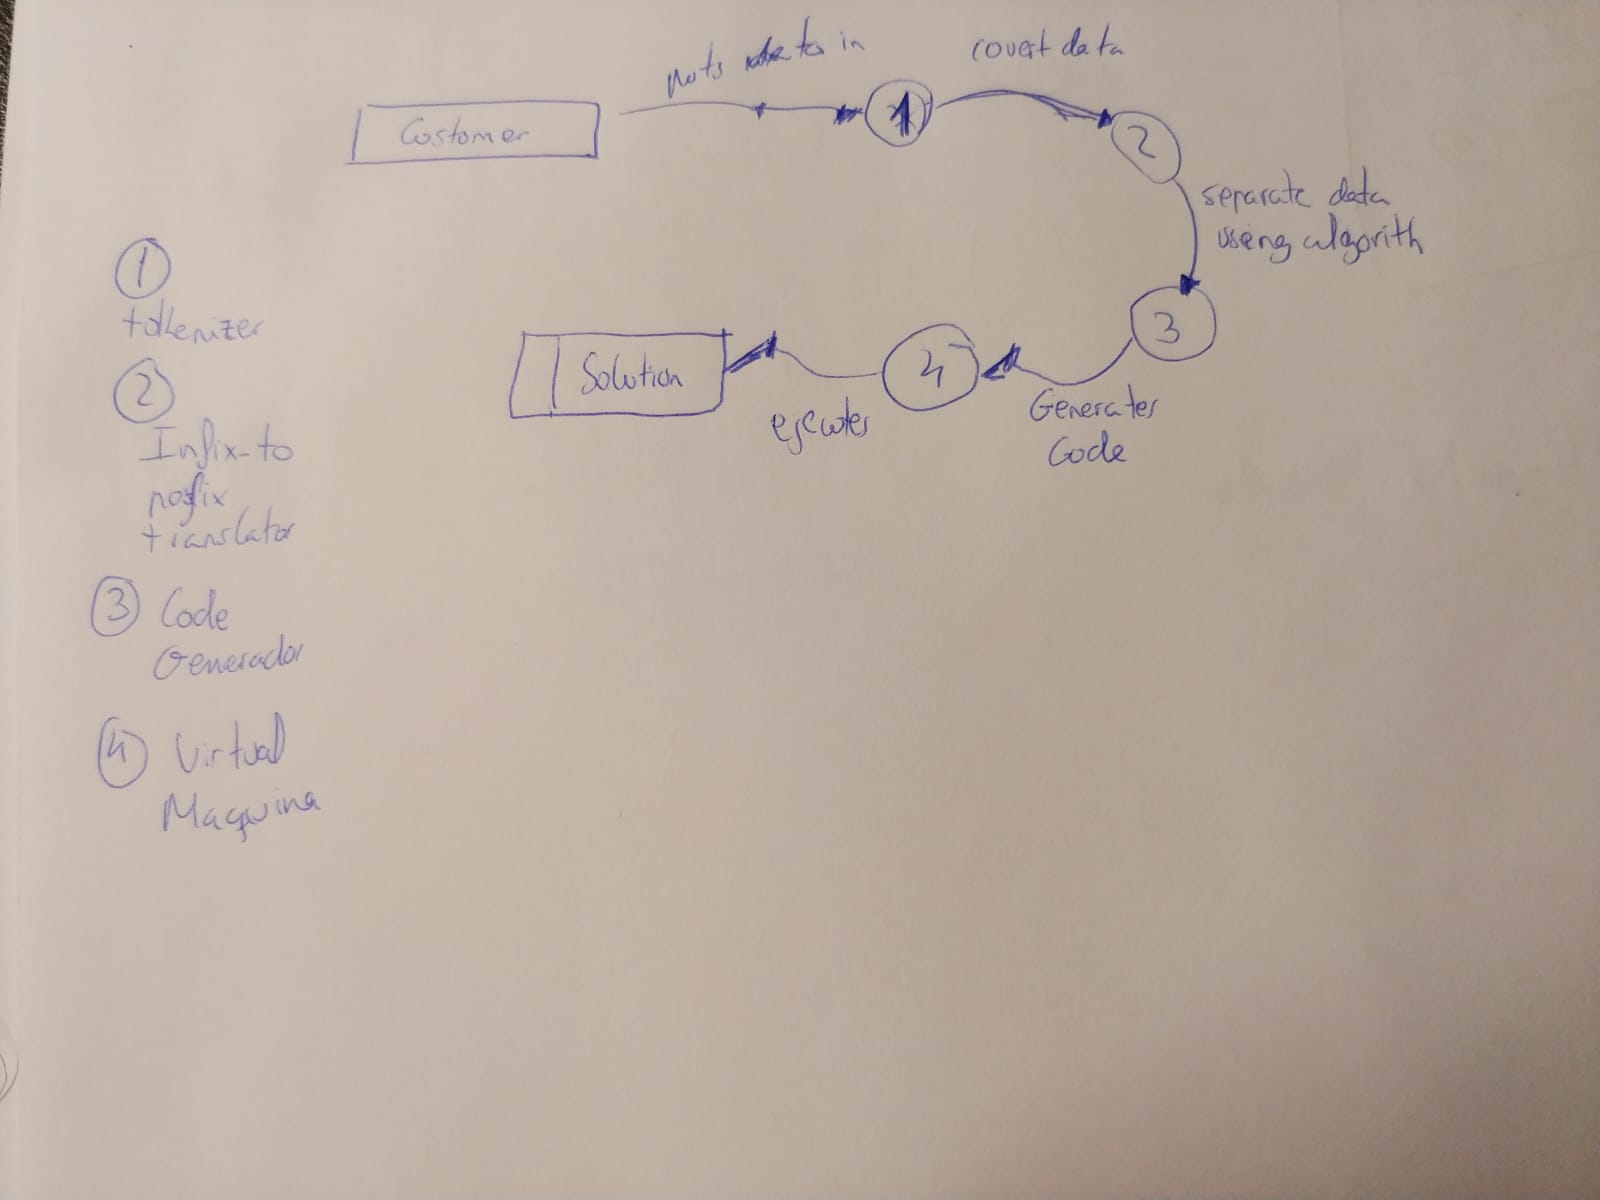 puts data in
covert data
Costumer
1
2
separate data
using algorith
3
4
Solution
ejecutes
Generates
Code
1
tokenizer
2
Infix-to
posfix
translator
3 Code
Generador
4 Virtual
Maquina